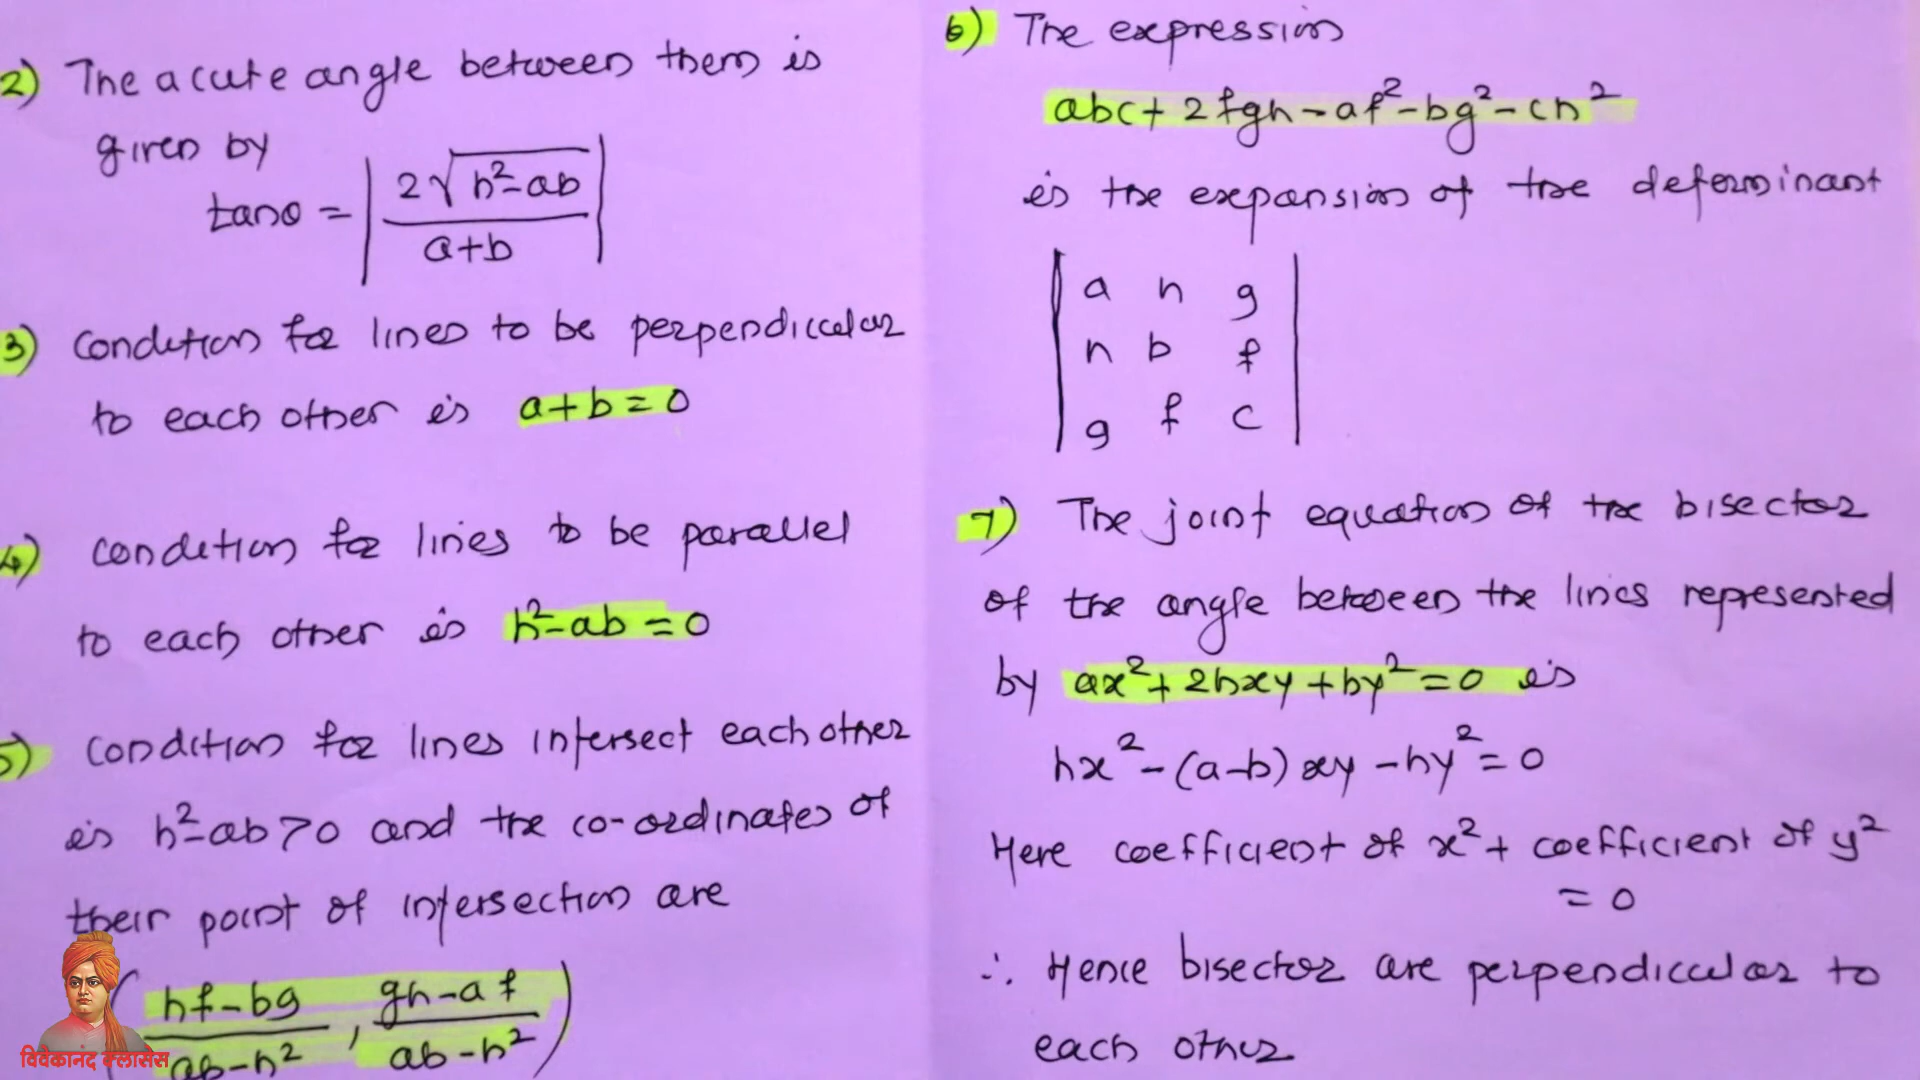 2) The acute angle between them is
given by
tanθ = | 2√h²-ab / a+b |
3) Condition for lines to be perpendicular
to each other is a+b=0
4) Condition for lines to be parallel
to each other is h²-ab=0
5) Condition for lines intersect each other
is h²-ab>0 and the co-ordinates of
their point of intersection are
( hf-bg / ab-h² , gh-af / ab-h² )
विवेकानंद क्लासेस
6) The expression
abc+2fgh-af²-bg²-ch²
is the expansion of the determinant
| a h g |
| h b f |
| g f c |
7) The joint equation of the bisector
of the angle between the lines represented
by ax²+2hxy+by²=0 is
hx²-(a-b)xy-hy²=0
Here coefficient of x²+ coefficient of y²
=0
∴ Hence bisector are perpendicular to
each other